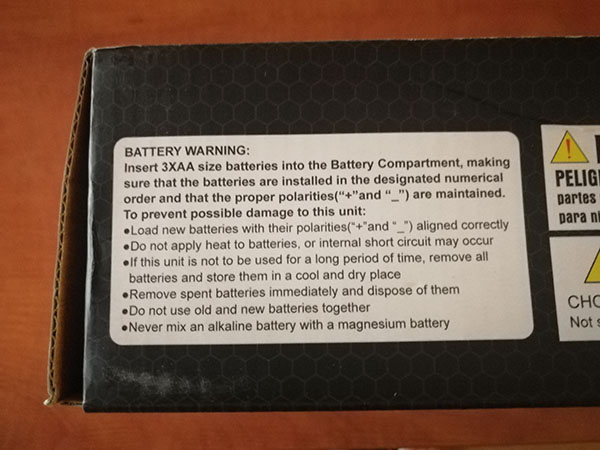 BATTERY WARNING:
Insert 3XAA size batteries into the Battery Compartment, making
sure that the batteries are installed in the designated numerical
order and that the proper polarities("+"and "_") are maintained.
To prevent possible damage to this unit:
●Load new batteries with their polarities("+"and "_") aligned correctly
●Do not apply heat to batteries, or internal short circuit may occur
●If this unit is not to be used for a long period of time, remove all
batteries and store them in a cool and dry place
●Remove spent batteries immediately and dispose of them
●Do not use old and new batteries together
●Never mix an alkaline battery with a magnesium battery
PELIG
partes
para ni
CHO
Not s